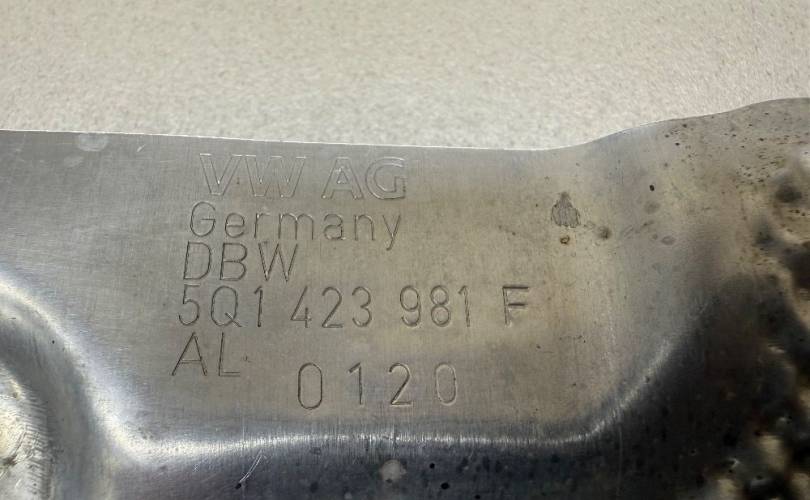 VW AG
Germany
DBW
5Q1 423 981 F
AL 0120